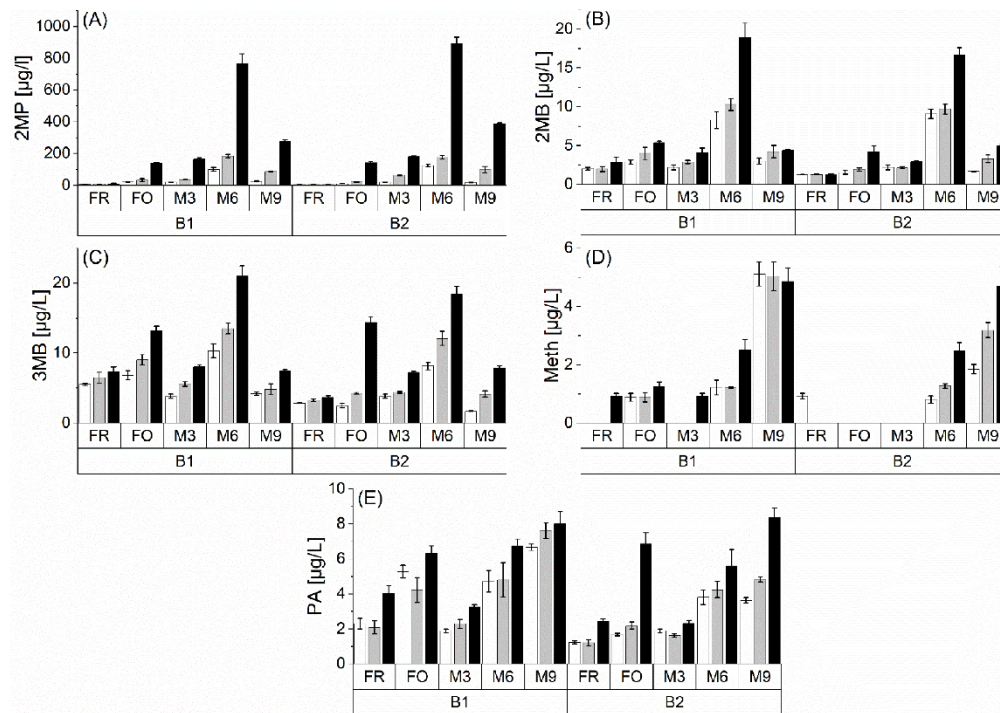 (A)
2MP [µg/l]
1000
800
600
400
200
0
FR FO M3 M6 M9 FR FO M3 M6 M9
B1 B2
(B)
2MB [µg/L]
20
15
10
5
0
FR FO M3 M6 M9 FR FO M3 M6 M9
B1 B2
(C)
3MB [µg/L]
20
10
0
FR FO M3 M6 M9 FR FO M3 M6 M9
B1 B2
(D)
Meth [µg/L]
6
4
2
0
FR FO M3 M6 M9 FR FO M3 M6 M9
B1 B2
(E)
PA [µg/L]
10
8
6
4
2
0
FR FO M3 M6 M9 FR FO M3 M6 M9
B1 B2